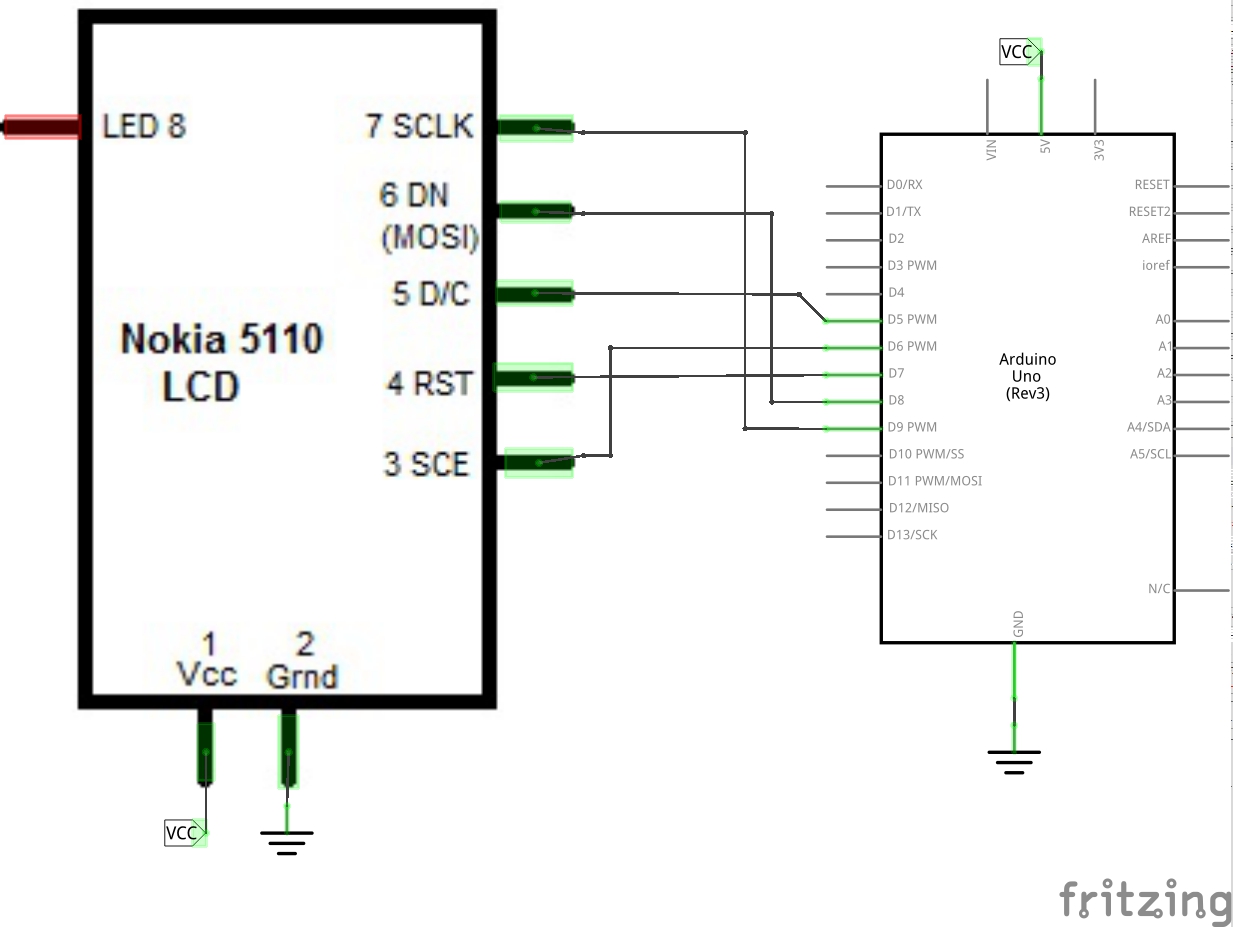 LED 8
7 SCLK
6 DN
(MOSI)
5 D/C
Nokia 5110
LCD
4 RST
3 SCE
1
Vcc
2
Grnd
VCC
VCC
VIN
5V
3V3
D0/RX
D1/TX
D2
D3 PWM
D4
D5 PWM
D6 PWM
D7
D8
D9 PWM
D10 PWM/SS
D11 PWM/MOSI
D12/MISO
D13/SCK
Arduino
Uno
(Rev3)
RESET
RESET2
AREF
ioref
A0
A1
A2
A3
A4/SDA
A5/SCL
N/C
GND
fritzing